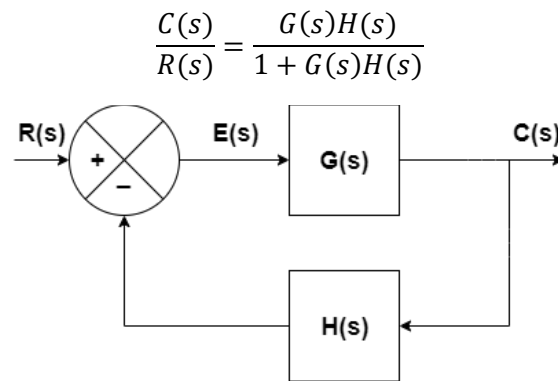 C(s)/R(s) = G(s)H(s)/1 + G(s)H(s)
R(s) E(s) C(s)
+ G(s)
−
H(s)